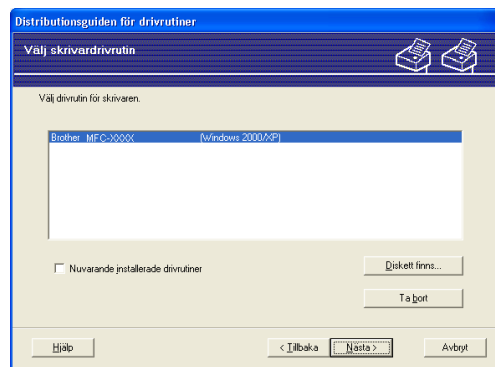 Distributionsguiden för drivrutiner
Välj skrivardrivrutin
Välj drivrutin för skrivaren.
Brother MFC-XXXX (Windows 2000/XP)
Nuvarande installerade drivrutiner
Diskett finns...
Ta bort
Hjälp
< Tillbaka
Nästa >
Avbryt